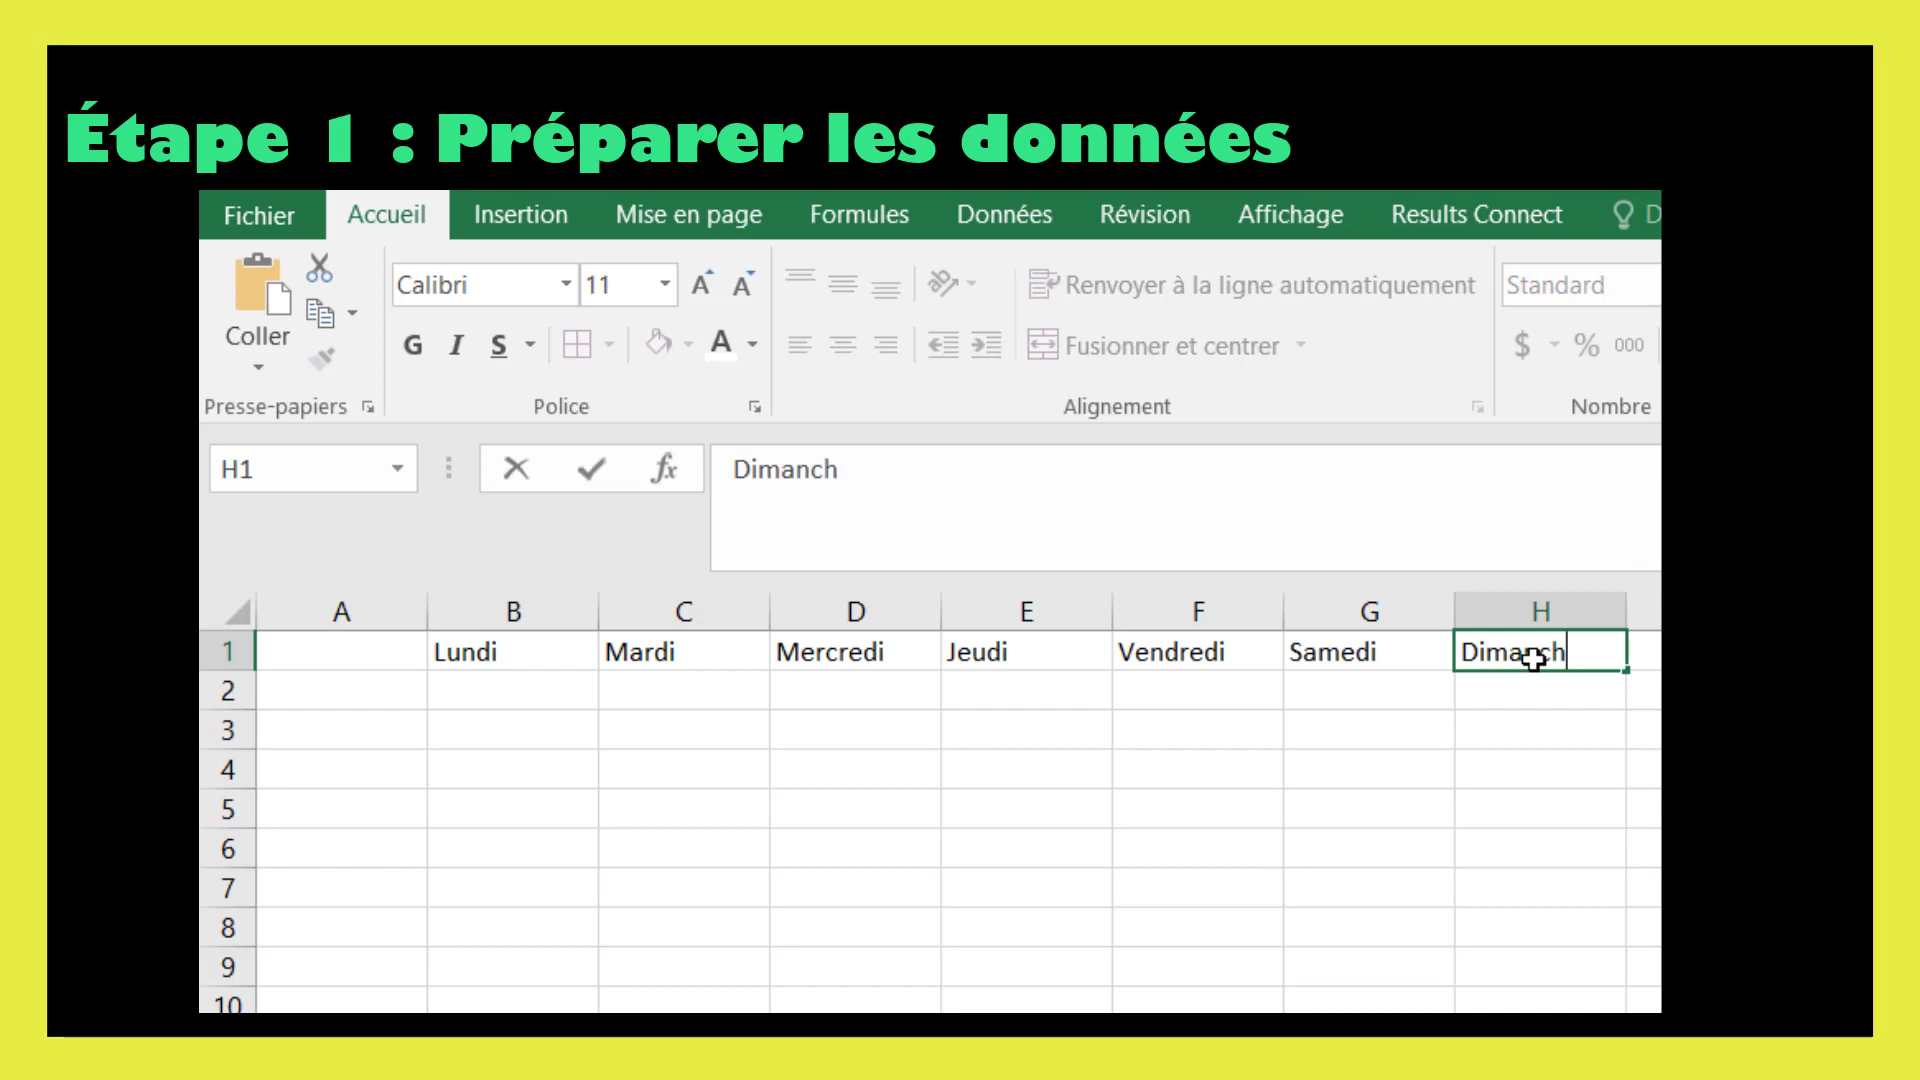 Étape 1 : Préparer les données
Fichier Accueil Insertion Mise en page Formules Données Révision Affichage Results Connect D
Calibri 11 A A Renvoyer à la ligne automatiquement Standard
Coller G I S A Fusionner et centrer $ % 000
Presse-papiers Police Alignement Nombre
H1 fx Dimanch
A B C D E F G H
1 Lundi Mardi Mercredi Jeudi Vendredi Samedi Dimanch
2
3
4
5
6
7
8
9
10